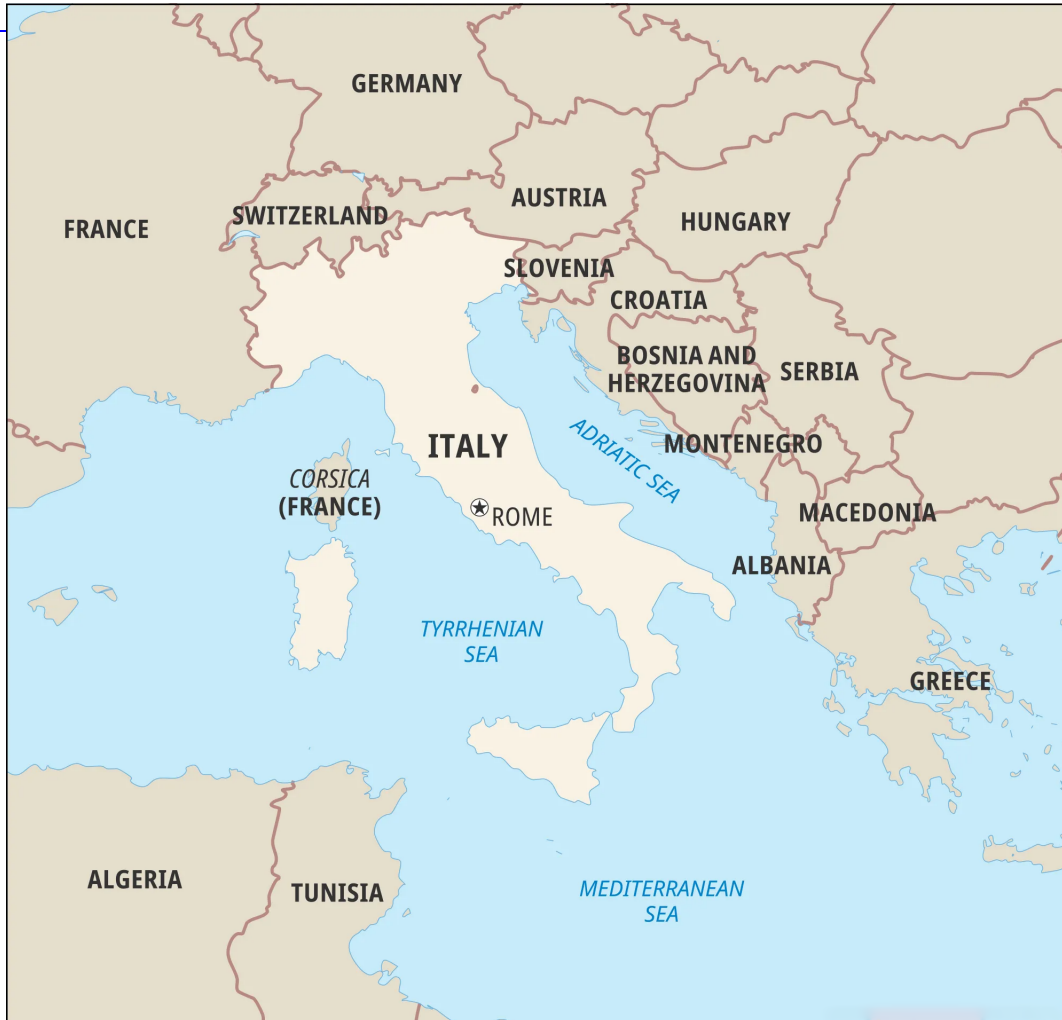 GERMANY
AUSTRIA
SWITZERLAND
FRANCE
HUNGARY
SLOVENIA
CROATIA
BOSNIA AND
HERZEGOVINA
SERBIA
ITALY
ADRIATIC SEA
MONTENEGRO
CORSICA
(FRANCE)
ROME
MACEDONIA
ALBANIA
TYRRHENIAN
SEA
GREECE
ALGERIA
TUNISIA
MEDITERRANEAN
SEA